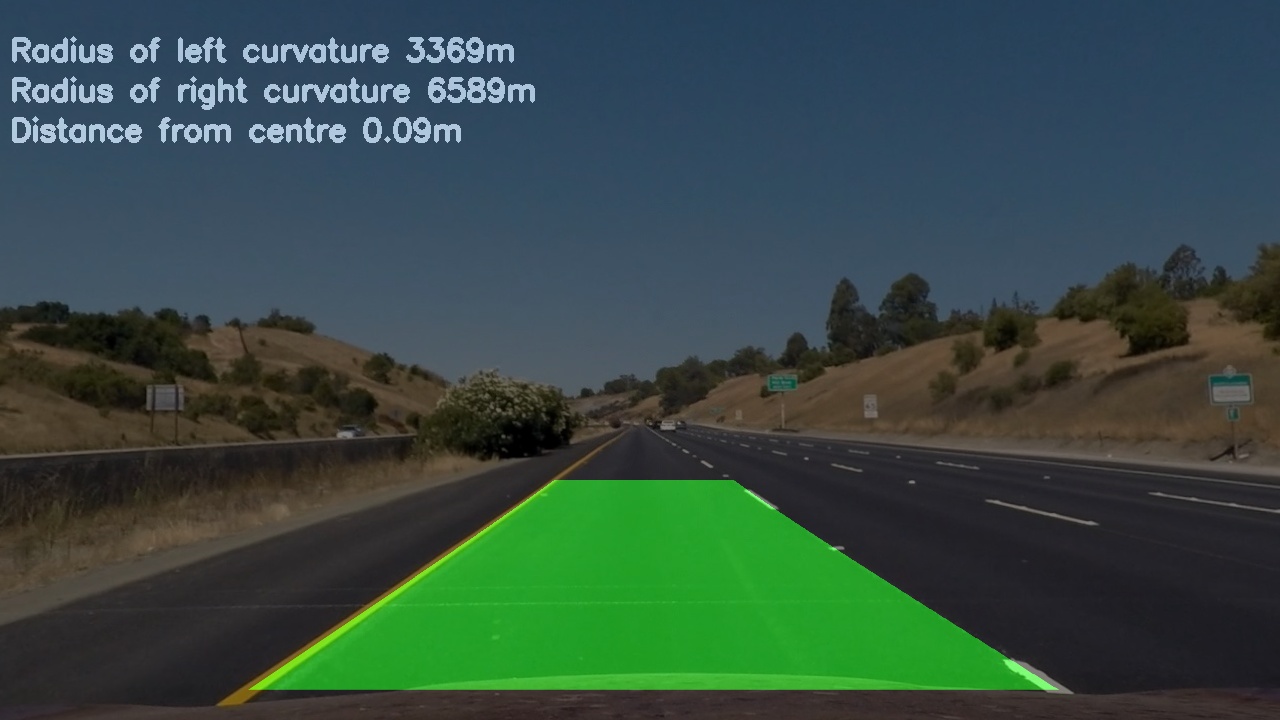 Radius of left curvature 3369m
Radius of right curvature 6589m
Distance from centre 0.09m